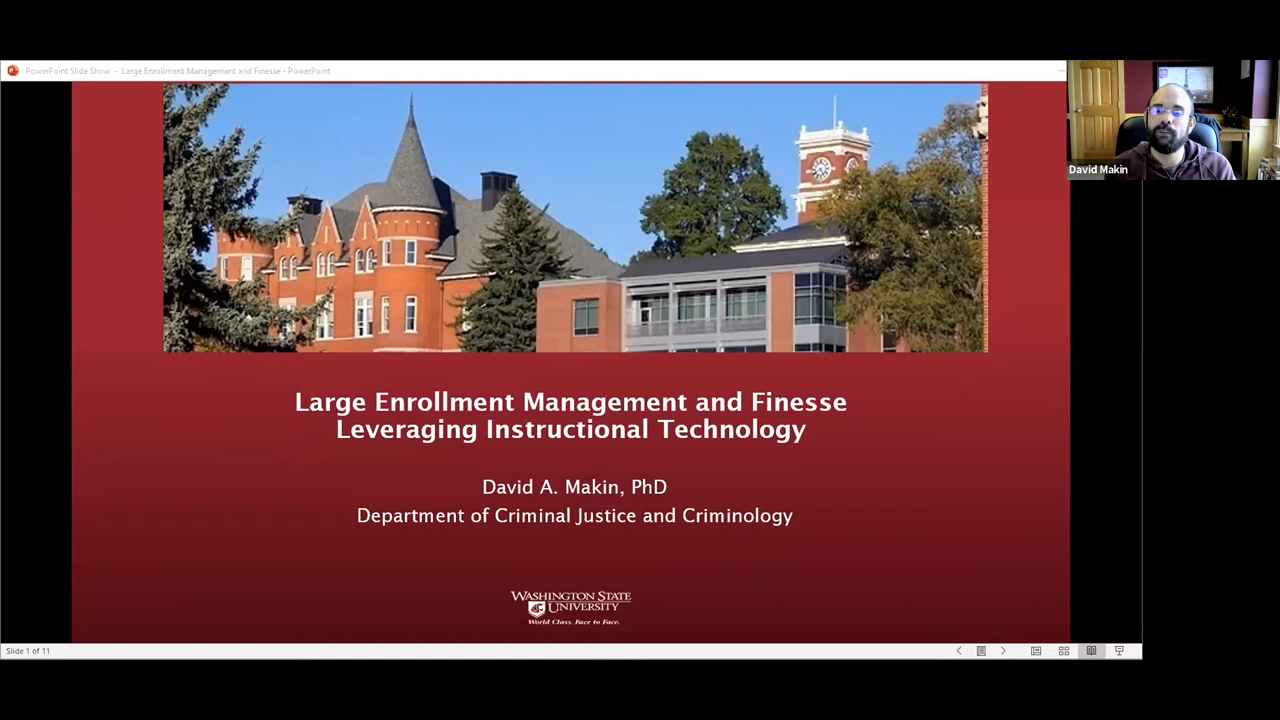 PowerPoint Slide Show - Large Enrollment Management and Finesse - PowerPoint
David Makin
Large Enrollment Management and Finesse
Leveraging Instructional Technology
David A. Makin, PhD
Department of Criminal Justice and Criminology
WASHINGTON STATE
UNIVERSITY
World Class. Face to Face.
Slide 1 of 11